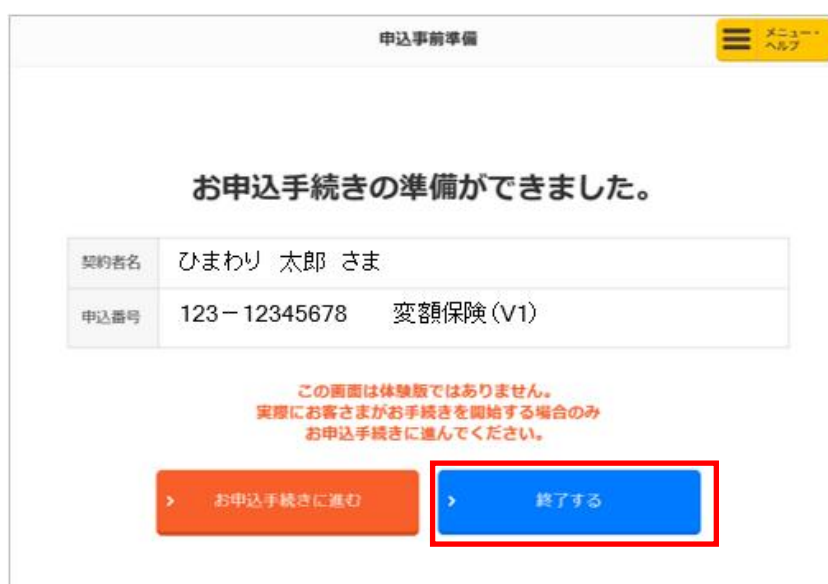 申込事前準備
メニュー・
ヘルプ
お申込手続きの準備ができました。
契約者名 ひまわり 太郎 さま
申込番号 123－12345678 変額保険(V1)
この画面は体験版ではありません。
実際にお客さまがお手続きを開始する場合のみ
お申込手続きに進んでください。
お申込手続きに進む
終了する